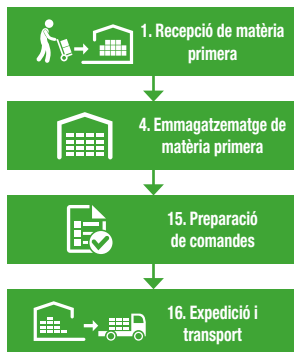 1. Recepció de matèria
primera
4. Emmagatzematge de
matèria primera
15. Preparació
de comandes
16. Expedició i
transport